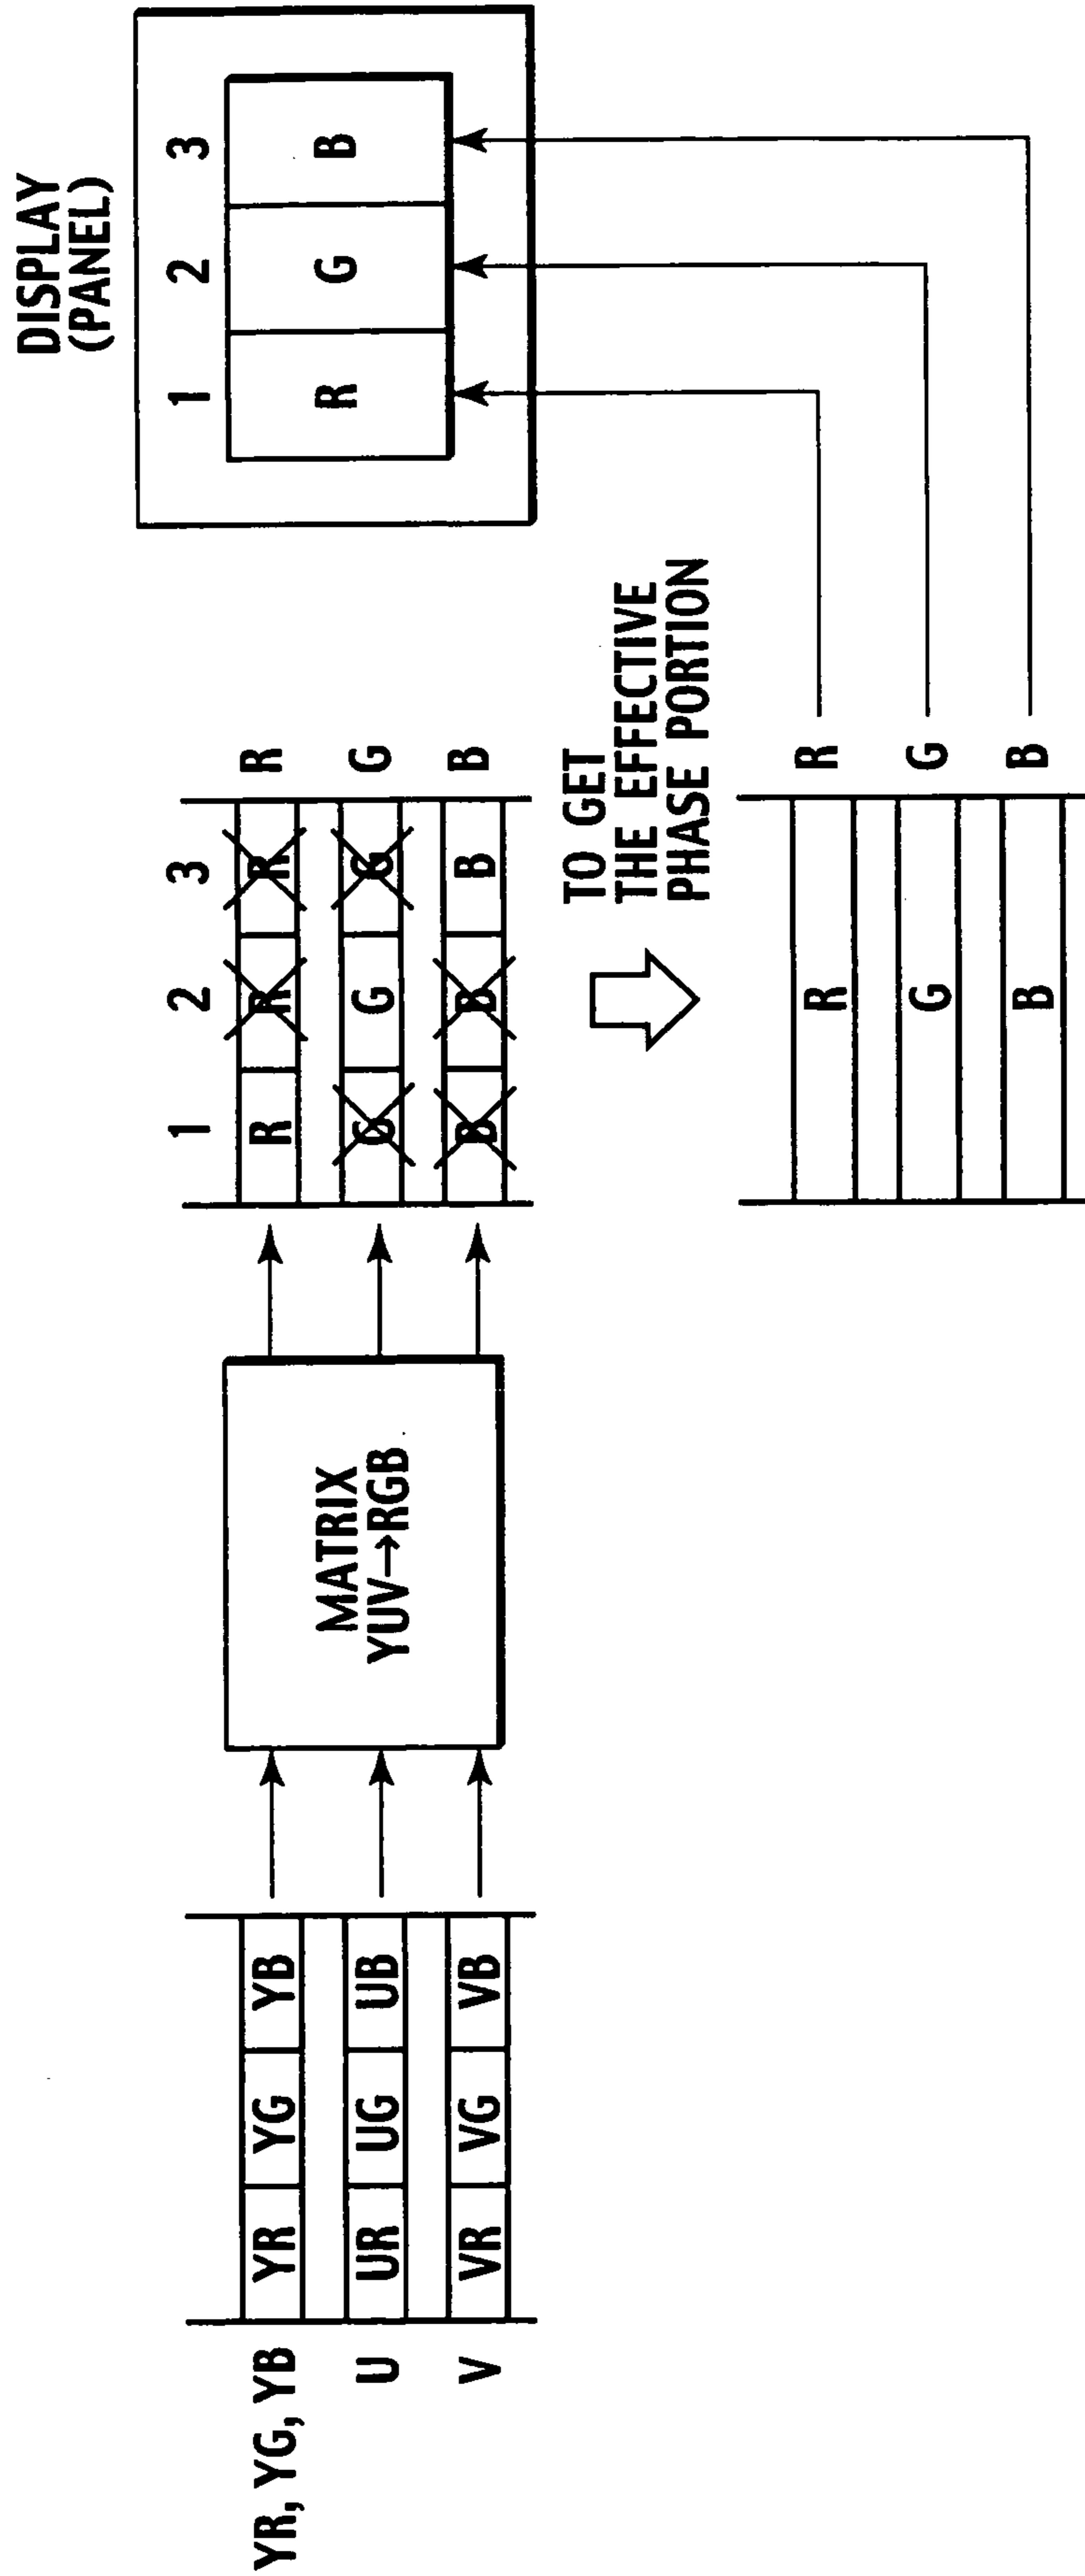 DISPLAY
(PANEL)
1 2 3
R G B
YR, YG, YB
YR YG YB
U
UR UG UB
V
VR VG VB
MATRIX
YUV→RGB
1 2 3
R R R R
G G G G
B B B B
TO GET
THE EFFECTIVE
PHASE PORTION
R R
G G
B B